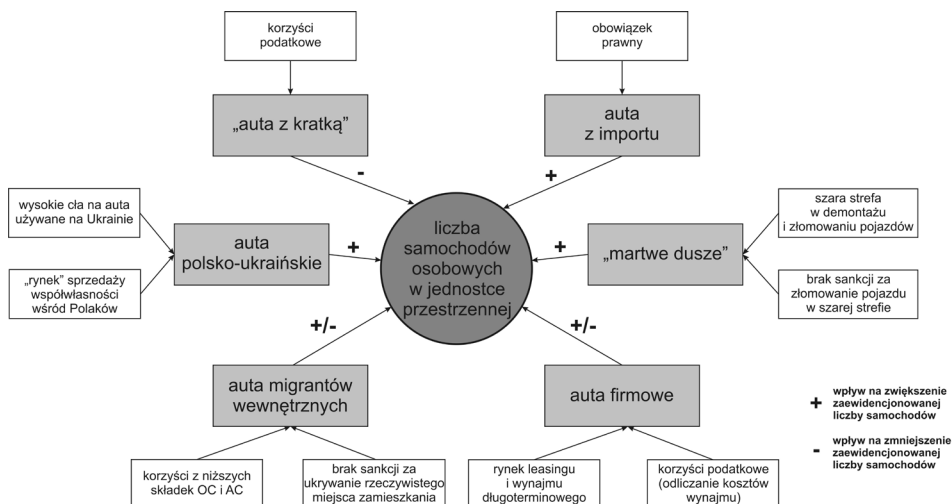 korzyści
podatkowe
obowiązek
prawny
„auta z kratką”
auta
z importu
-
+
wysokie cła na auta
używane na Ukrainie
„rynek” sprzedaży
współwłasności
wśród Polaków
auta
polsko-ukraińskie
+
liczba
samochodów
osobowych
w jednostce
przestrzennej
+
„martwe dusze”
szara strefa
w demontażu
i złomowaniu pojazdów
brak sankcji za
złomowanie pojazdu
w szarej strefie
+/-
+/-
auta migrantów
wewnętrznych
auta firmowe
korzyści z niższych
składek OC i AC
brak sankcji za
ukrywanie rzeczywistego
miejsca zamieszkania
rynek leasingu
i wynajmu
długoterminowego
korzyści podatkowe
(odliczanie kosztów
wynajmu)
+ wpływ na zwiększenie
zaewidencjonowanej
liczby samochodów
- wpływ na zmniejszenie
zaewidencjonowanej
liczby samochodów